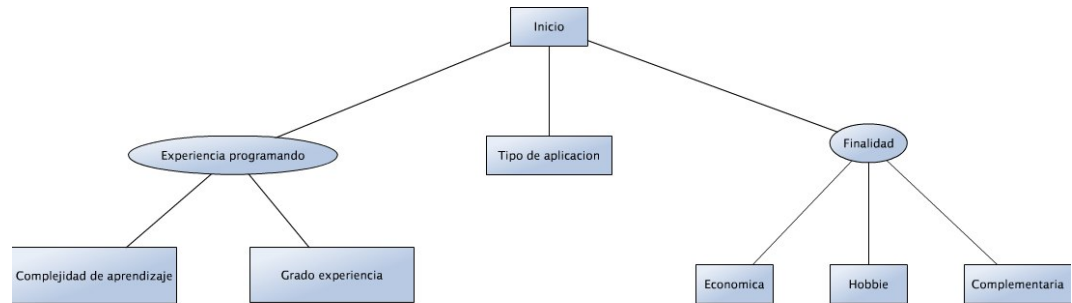 Inicio
Experiencia programando
Tipo de aplicacion
Finalidad
Complejidad de aprendizaje
Grado experiencia
Economica
Hobbie
Complementaria